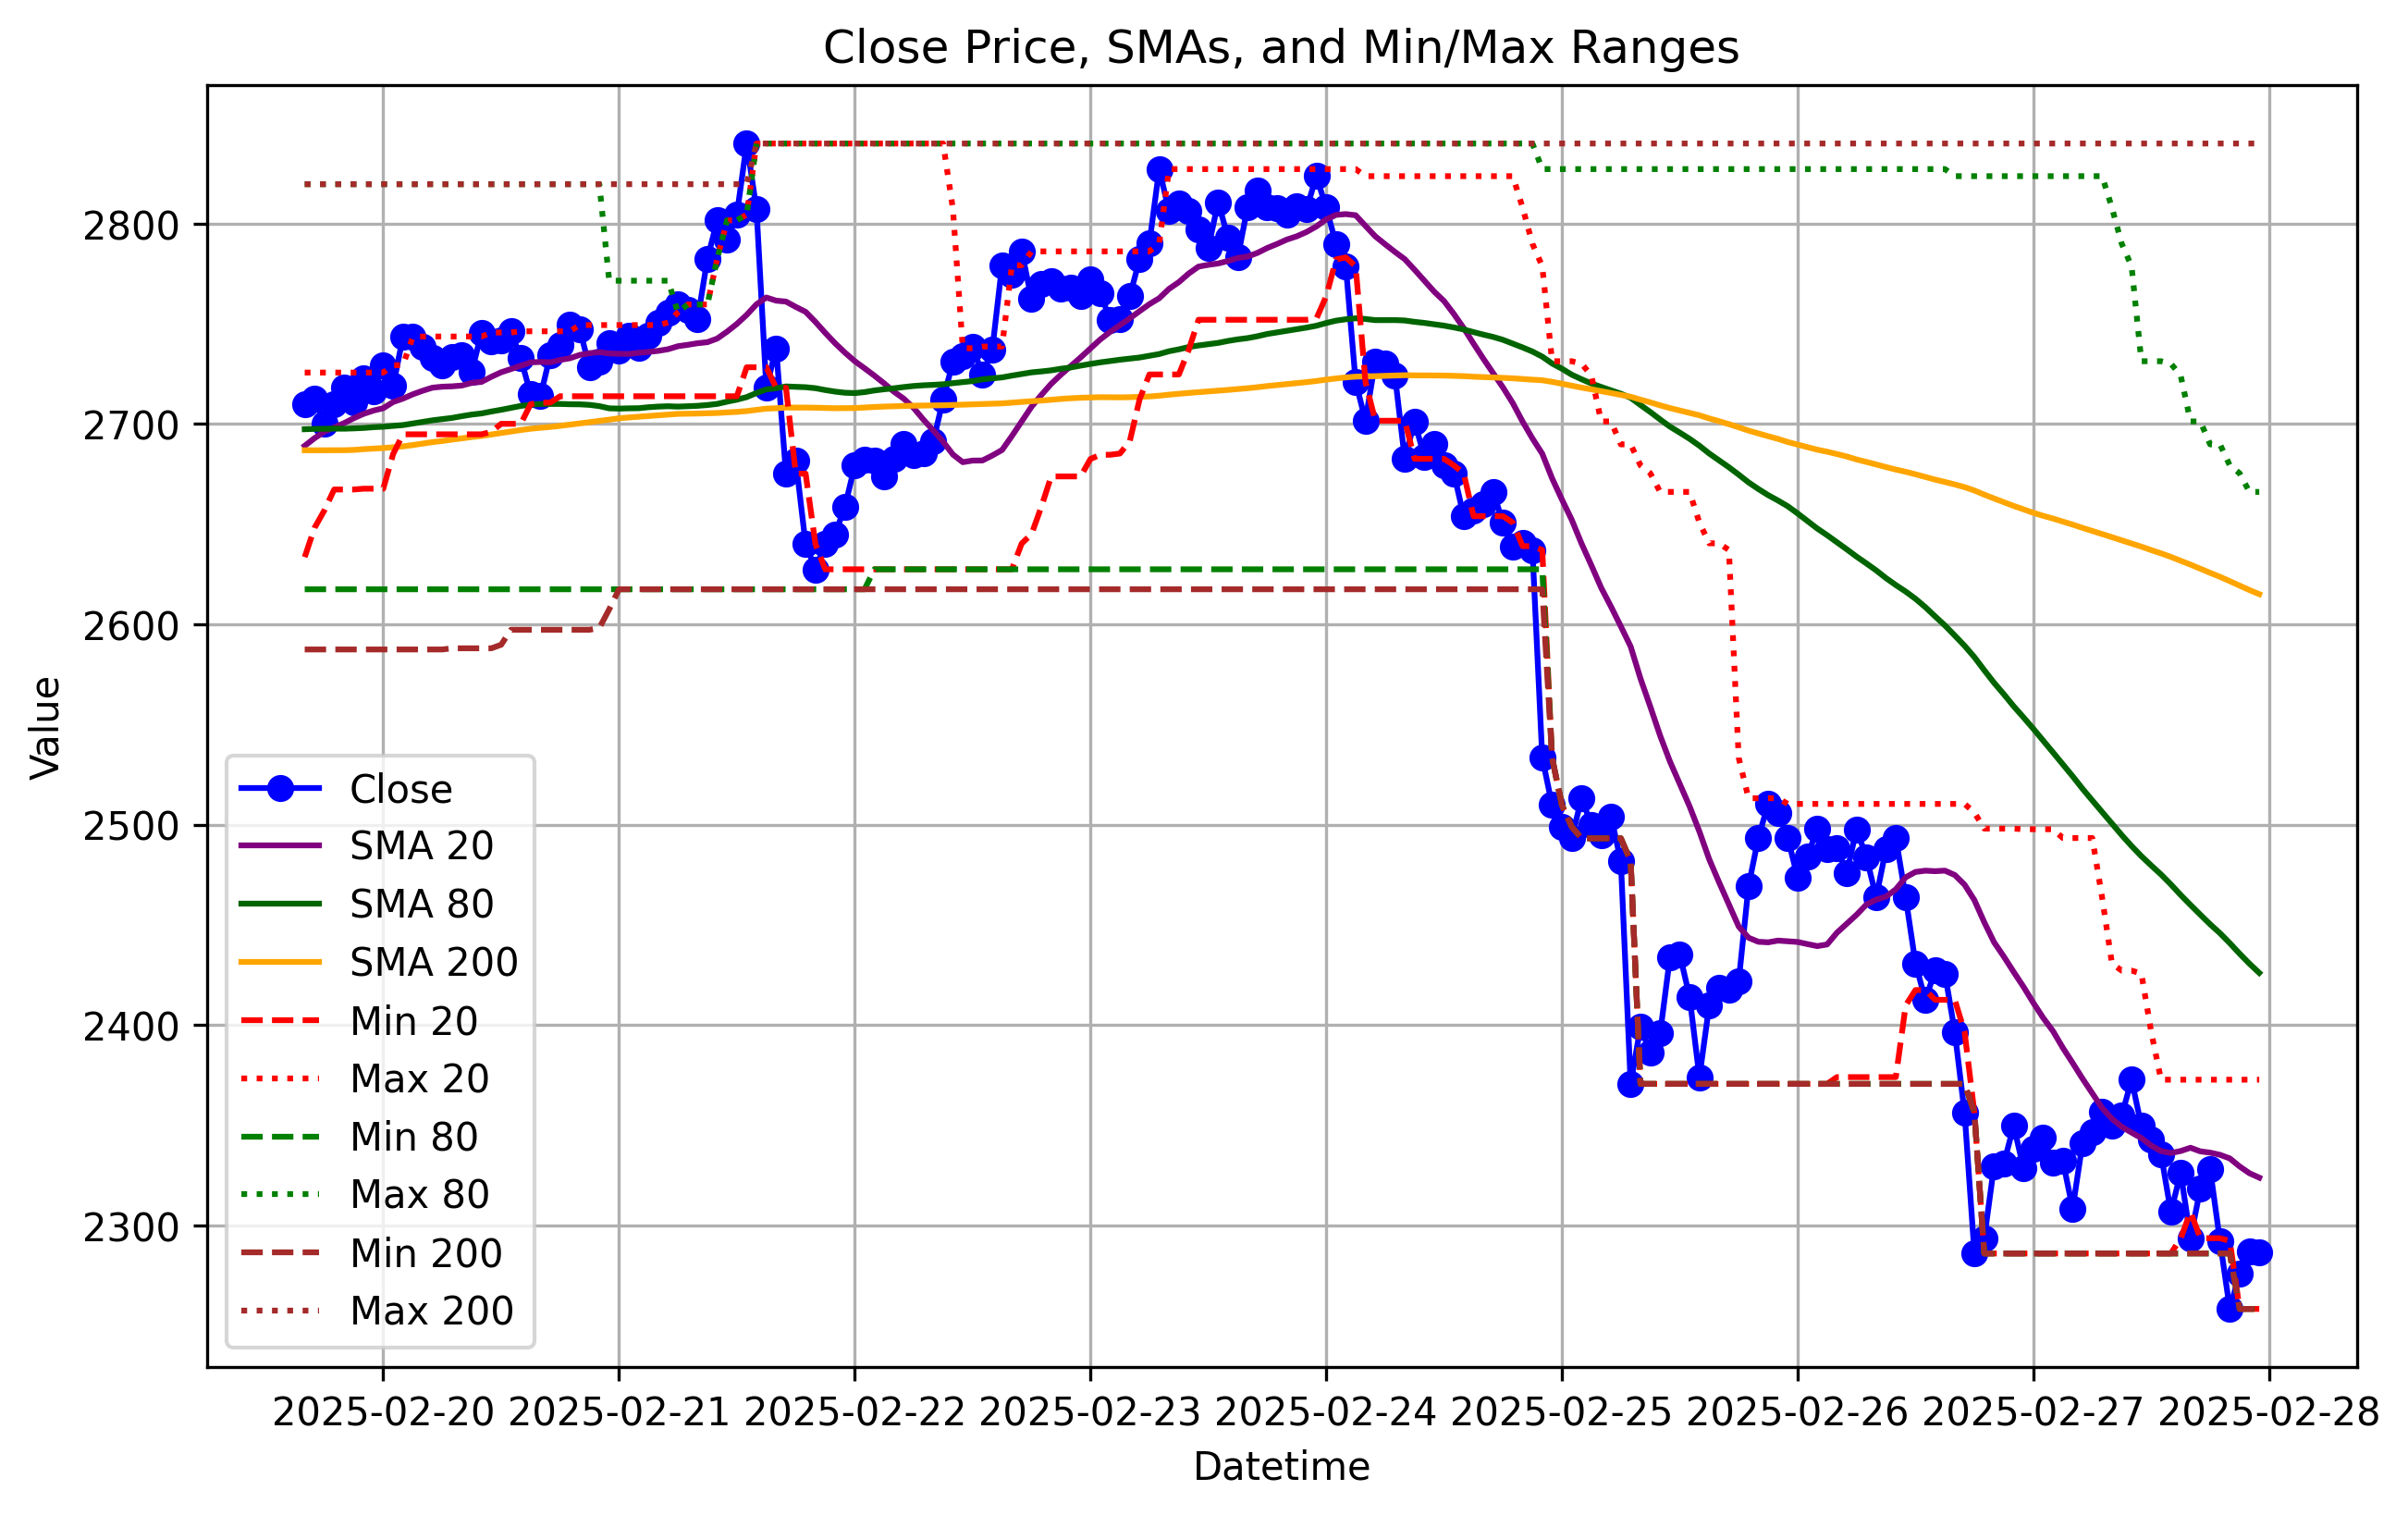 Close Price, SMAs, and Min/Max Ranges
2800
2700
2600
2500
2400
2300
Value
Close
SMA 20
SMA 80
SMA 200
Min 20
Max 20
Min 80
Max 80
Min 200
Max 200
2025-02-20 2025-02-21 2025-02-22 2025-02-23 2025-02-24 2025-02-25 2025-02-26 2025-02-27 2025-02-28
Datetime